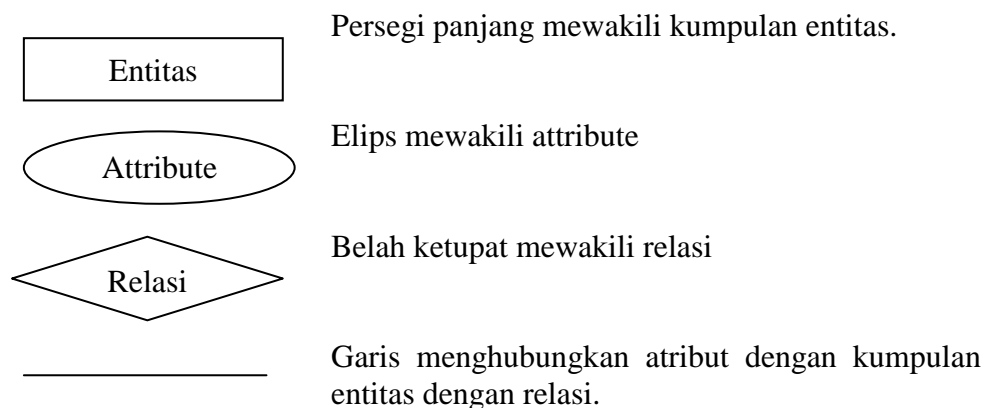 Persegi panjang mewakili kumpulan entitas.
Entitas
Elips mewakili attribute
Attribute
Belah ketupat mewakili relasi
Relasi
Garis menghubungkan atribut dengan kumpulan
entitas dengan relasi.